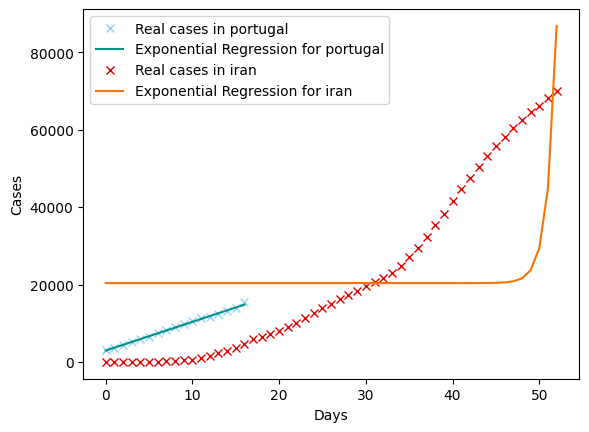 Real cases in portugal
Exponential Regression for portugal
Real cases in iran
Exponential Regression for iran
80000
60000
40000
20000
0
Cases
0 10 20 30 40 50
Days